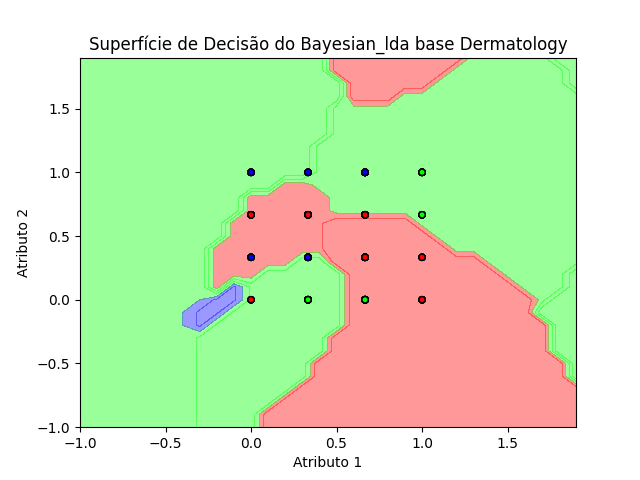 Superfície de Decisão do Bayesian_lda base Dermatology
1.5
1.0
0.5
0.0
−0.5
−1.0
Atributo 2
−1.0 −0.5 0.0 0.5 1.0 1.5
Atributo 1